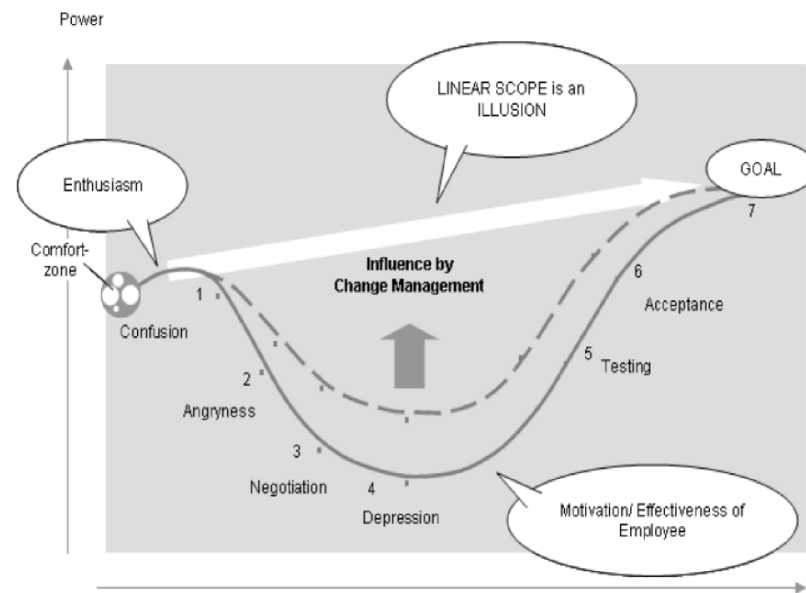 Power
LINEAR SCOPE is an
ILLUSION
Enthusiasm
GOAL
7
Comfort-
zone
Influence by
Change Management
6
1
Acceptance
Confusion
5
Testing
2
Angryness
3
Negotiation
4
Depression
Motivation/ Effectiveness of
Employee